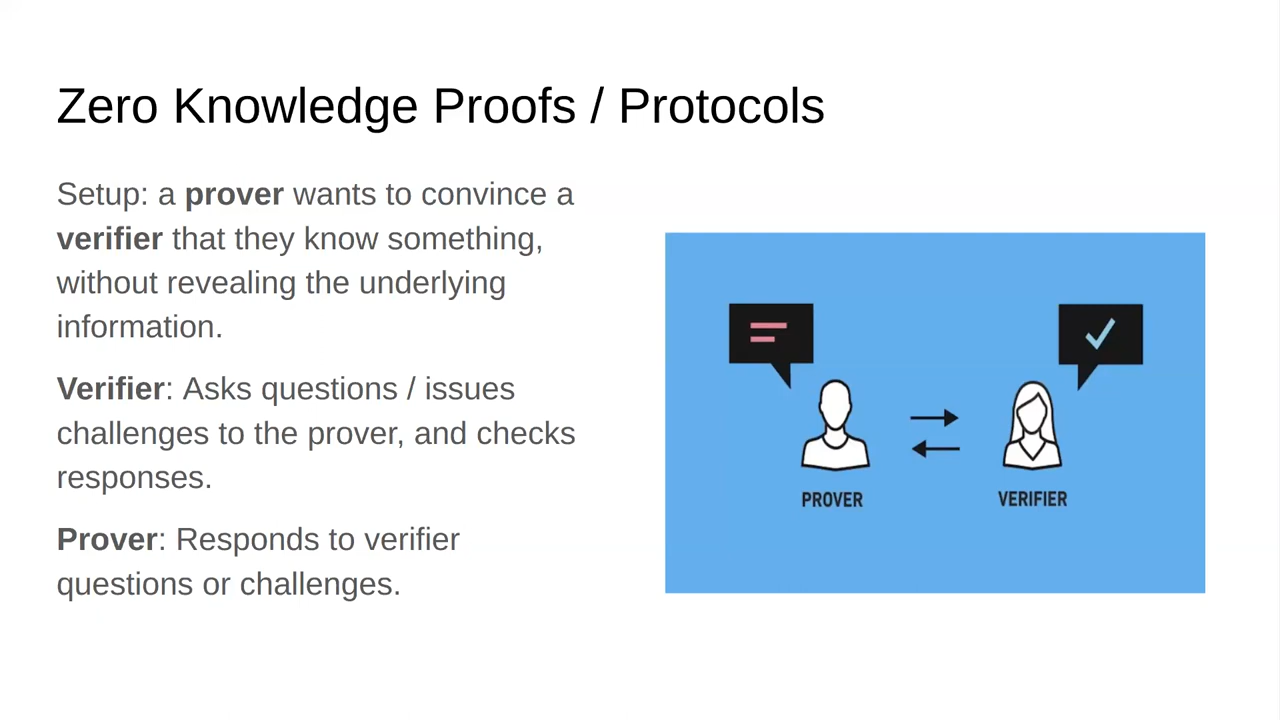 Zero Knowledge Proofs / Protocols
Setup: a prover wants to convince a
verifier that they know something,
without revealing the underlying
information.
Verifier: Asks questions / issues
challenges to the prover, and checks
responses.
Prover: Responds to verifier
questions or challenges.
PROVER
VERIFIER